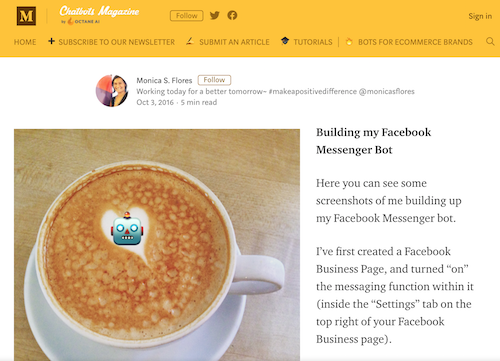 M
Chatbots Magazine
by OCTANE AI
Follow
Sign in
HOME
SUBSCRIBE TO OUR NEWSLETTER
SUBMIT AN ARTICLE
TUTORIALS
BOTS FOR ECOMMERCE BRANDS
Monica S. Flores
Follow
Working today for a better tomorrow~ #makeapositivedifference @monicasflores
Oct 3, 2016 · 5 min read
Building my Facebook
Messenger Bot
Here you can see some
screenshots of me building up
my Facebook Messenger bot.
I’ve first created a Facebook
Business Page, and turned “on”
the messaging function within it
(inside the “Settings” tab on the
top right of your Facebook
Business page).